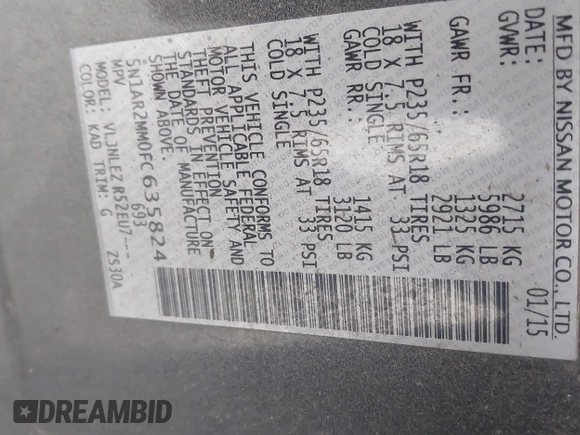 MFD BY NISSAN MOTOR CO., LTD.
DATE: 01/15
GVWR: 2715 KG
5986 LB
GAWR FR.: 1325 KG
2921 LB
WITH P235/65R18 TIRES
18 X 7.5 RIMS AT 33 PSI
COLD SINGLE
GAWR RR.: 1415 KG
3120 LB
WITH P235/65R18 TIRES
18 X 7.5 RIMS AT 33 PSI
COLD SINGLE
THIS VEHICLE CONFORMS TO
ALL APPLICABLE FEDERAL
MOTOR VEHICLE SAFETY AND
THEFT PREVENTION
STANDARDS IN EFFECT ON
THE DATE OF MANUFACTURE
SHOWN ABOVE.
5N1AR2MM0FC635824
MPV 693
MODEL: VLJNLEZ R52EU7--
COLOR: KAD TRIM: G ZS30A
DREAMBID